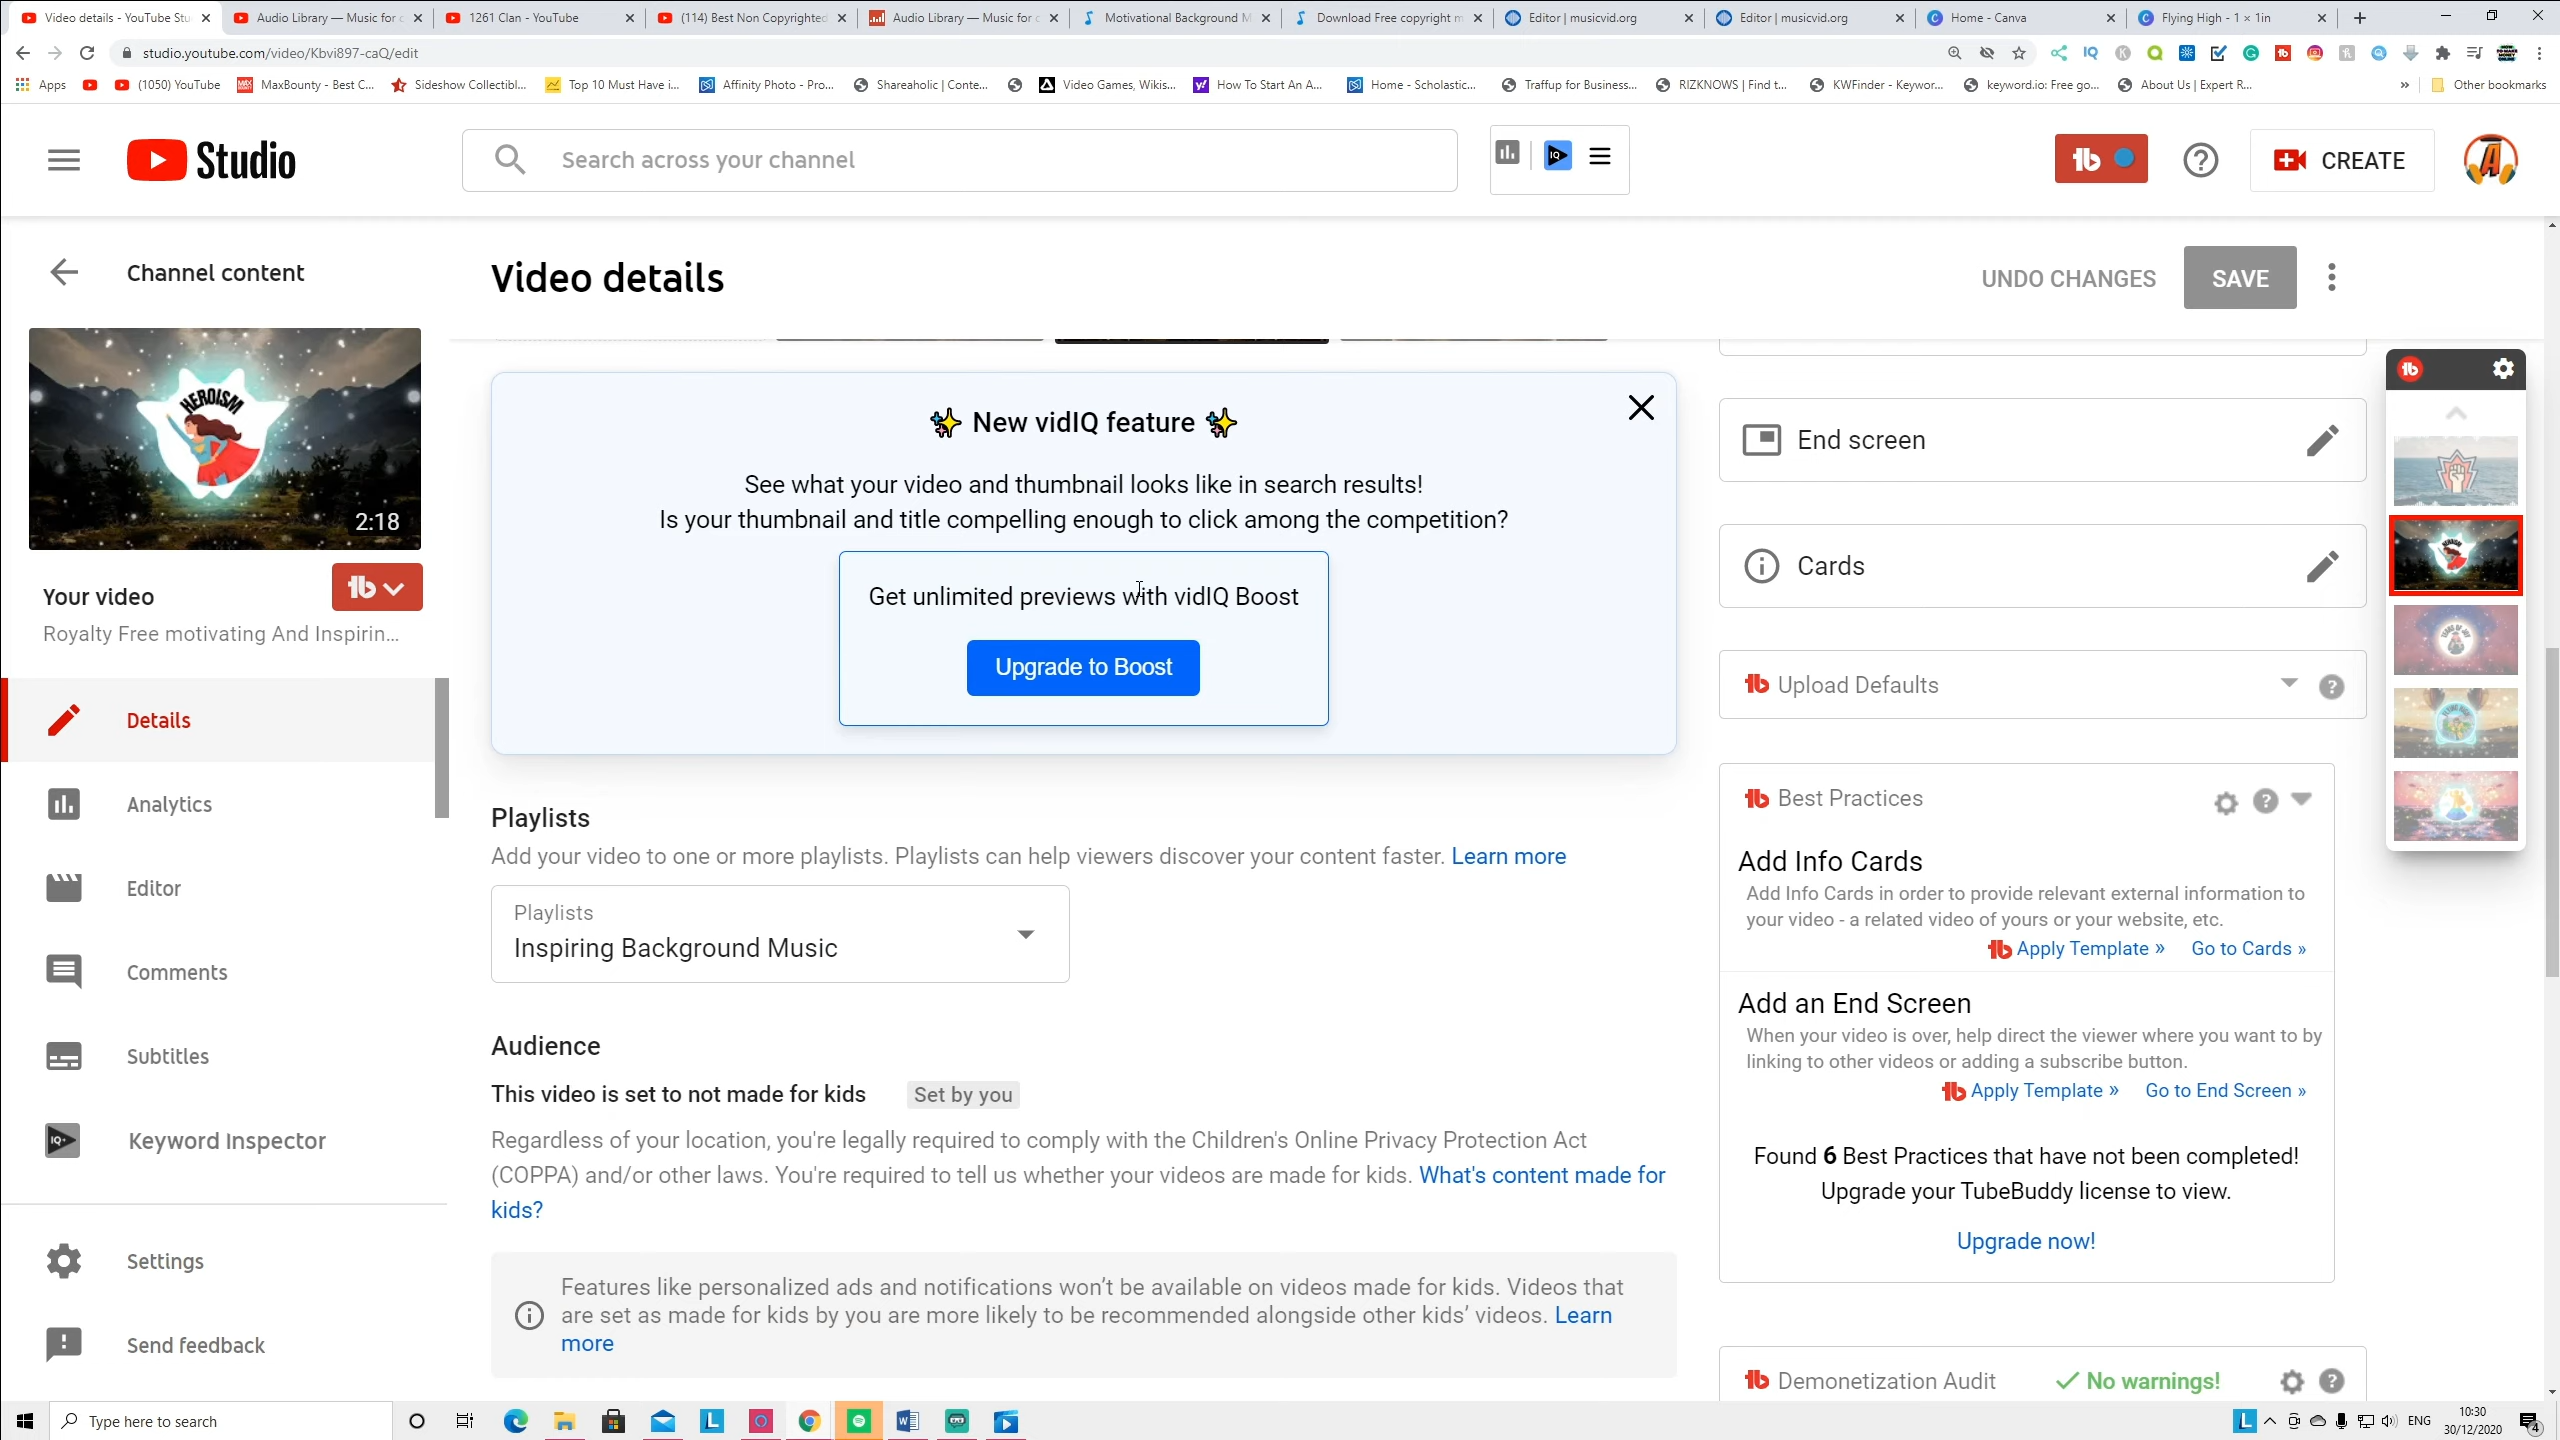 Video details - YouTube Stu
Audio Library — Music for c
1261 Clan - YouTube
(114) Best Non Copyrighted
Audio Library — Music for c
Motivational Background M
Download Free copyright m
Editor | musicvid.org
Editor | musicvid.org
Home - Canva
Flying High - 1 × 1in
studio.youtube.com/video/Kbvi897-caQ/edit
Apps
(1050) YouTube
MaxBounty - Best C...
Sideshow Collectibl...
Top 10 Must Have i...
Affinity Photo - Pro...
Shareaholic | Conte...
Video Games, Wikis...
How To Start An A...
Home - Scholastic...
Traffup for Business...
RIZKNOWS | Find t...
KWFinder - Keywor...
keyword.io: Free go...
About Us | Expert R...
Other bookmarks
Studio
Search across your channel
CREATE
Channel content
Video details
UNDO CHANGES
SAVE
HEROISM
2:18
Your video
Royalty Free motivating And Inspirin...
Details
Analytics
Editor
Comments
Subtitles
Keyword Inspector
Settings
Send feedback
New vidIQ feature
See what your video and thumbnail looks like in search results!
Is your thumbnail and title compelling enough to click among the competition?
Get unlimited previews with vidIQ Boost
Upgrade to Boost
Playlists
Add your video to one or more playlists. Playlists can help viewers discover your content faster. Learn more
Playlists
Inspiring Background Music
Audience
This video is set to not made for kids
Set by you
Regardless of your location, you're legally required to comply with the Children's Online Privacy Protection Act
(COPPA) and/or other laws. You're required to tell us whether your videos are made for kids. What's content made for
kids?
Features like personalized ads and notifications won't be available on videos made for kids. Videos that
are set as made for kids by you are more likely to be recommended alongside other kids' videos. Learn
more
End screen
Cards
Upload Defaults
Best Practices
Add Info Cards
Add Info Cards in order to provide relevant external information to
your video - a related video of yours or your website, etc.
Apply Template »
Go to Cards »
Add an End Screen
When your video is over, help direct the viewer where you want to by
linking to other videos or adding a subscribe button.
Apply Template »
Go to End Screen »
Found 6 Best Practices that have not been completed!
Upgrade your TubeBuddy license to view.
Upgrade now!
Demonetization Audit
No warnings!
Type here to search
ENG
10:30
30/12/2020
4